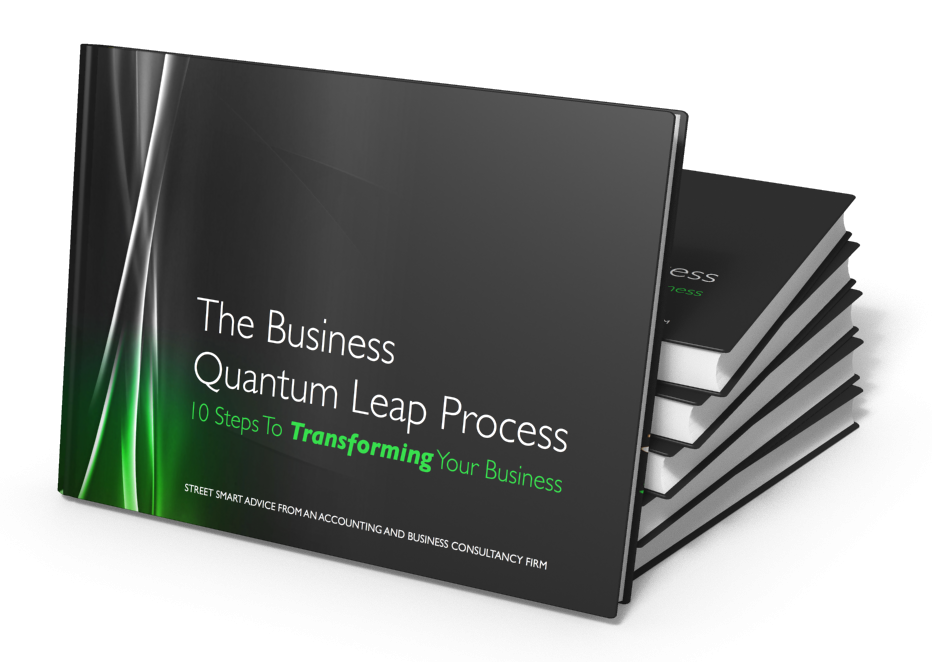 The Business
Quantum Leap Process
10 Steps To Transforming Your Business
STREET SMART ADVICE FROM AN ACCOUNTING AND BUSINESS CONSULTANCY FIRM
ess
ness